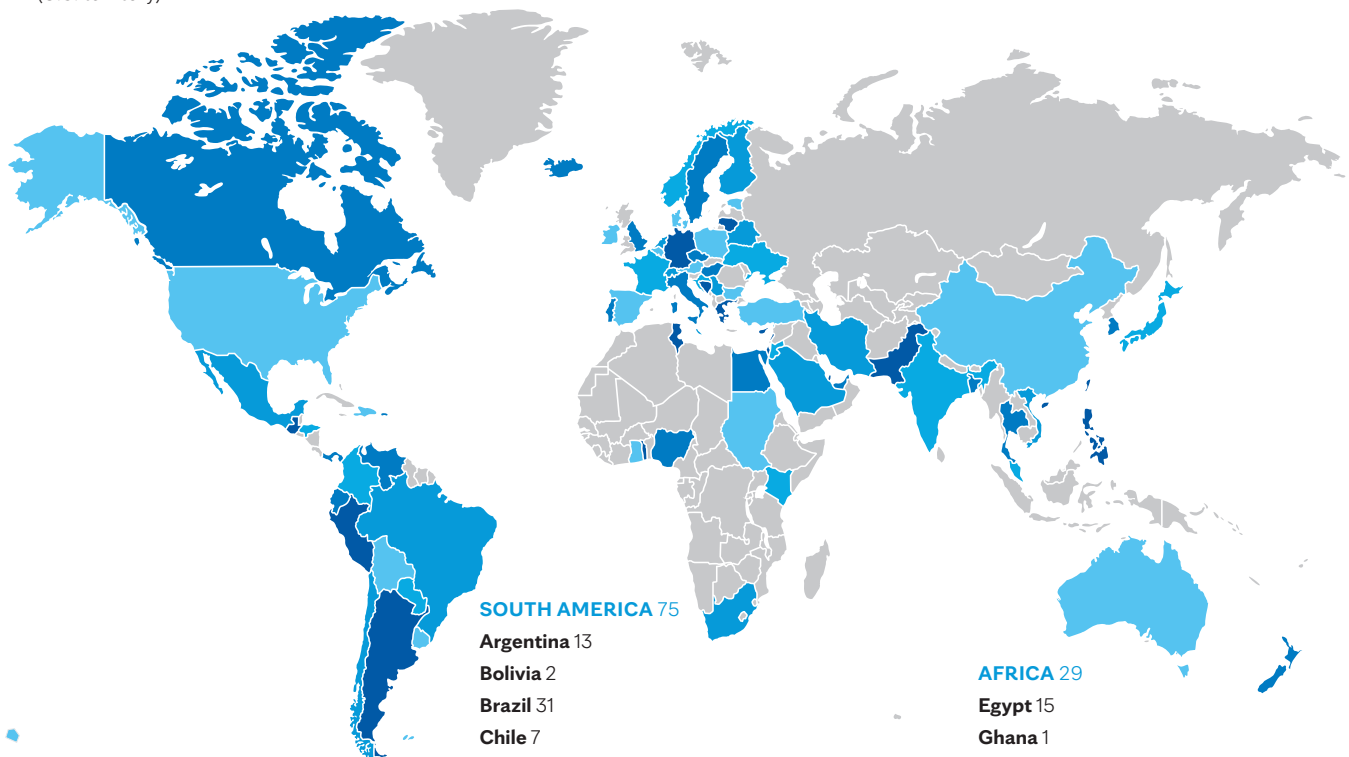 SOUTH AMERICA 75
Argentina 13
Bolivia 2
Brazil 31
Chile 7
AFRICA 29
Egypt 15
Ghana 1